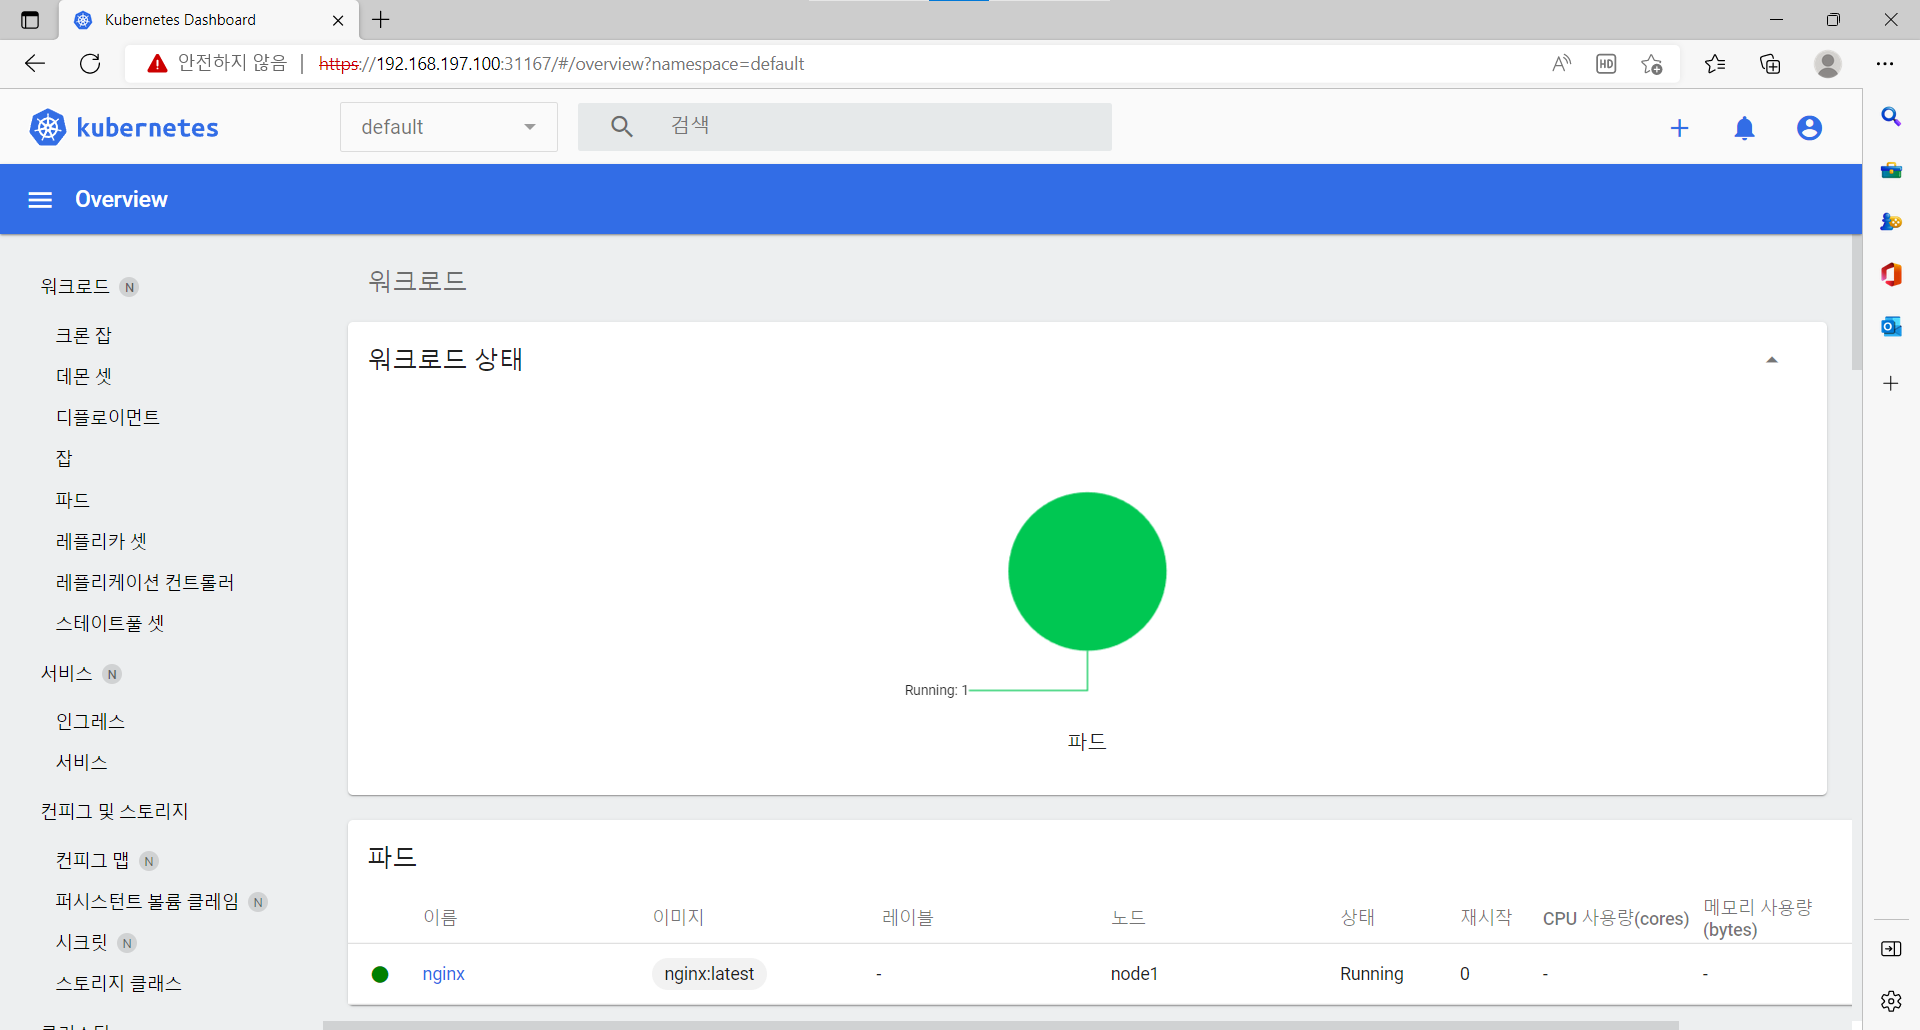 Kubernetes Dashboard
안전하지 않음 | https://192.168.197.100:31167/#/overview?namespace=default
HD
kubernetes
default
검색
Overview
워크로드 N
크론 잡
데몬 셋
디플로이먼트
잡
파드
레플리카 셋
레플리케이션 컨트롤러
스테이트풀 셋
서비스 N
인그레스
서비스
컨피그 및 스토리지
컨피그 맵 N
퍼시스턴트 볼륨 클레임 N
시크릿 N
스토리지 클래스
워크로드
워크로드 상태
Running: 1
파드
파드
이름 이미지 레이블 노드 상태 재시작 CPU 사용량(cores) 메모리 사용량 (bytes)
nginx nginx:latest - node1 Running 0 - -